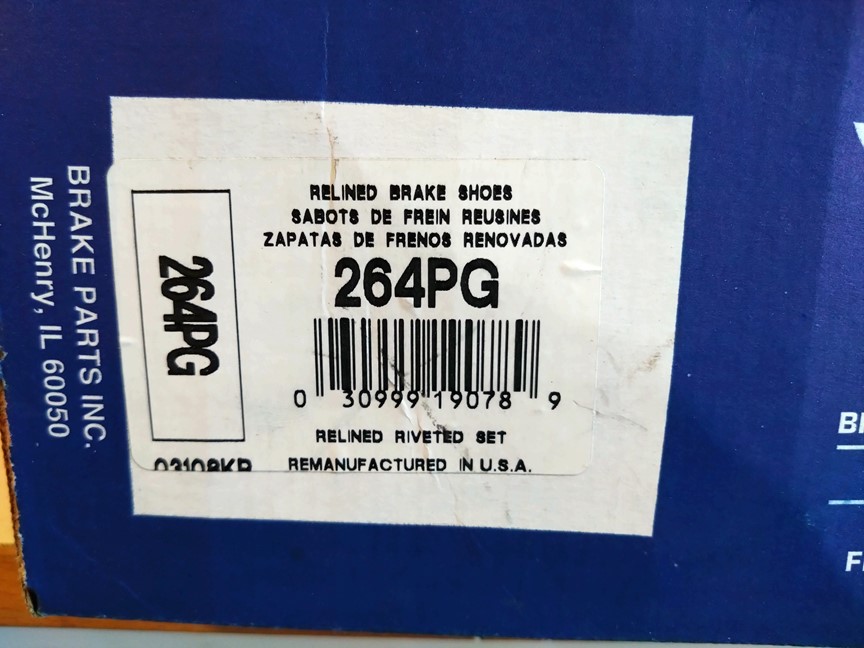 BRAKE PARTS INC.
McHenry, IL 60050
264PG
RELINED BRAKE SHOES
SABOTS DE FREIN REUSINES
ZAPATAS DE FRENOS RENOVADAS
264PG
0 30999 19078 9
RELINED RIVETED SET
REMANUFACTURED IN U.S.A.